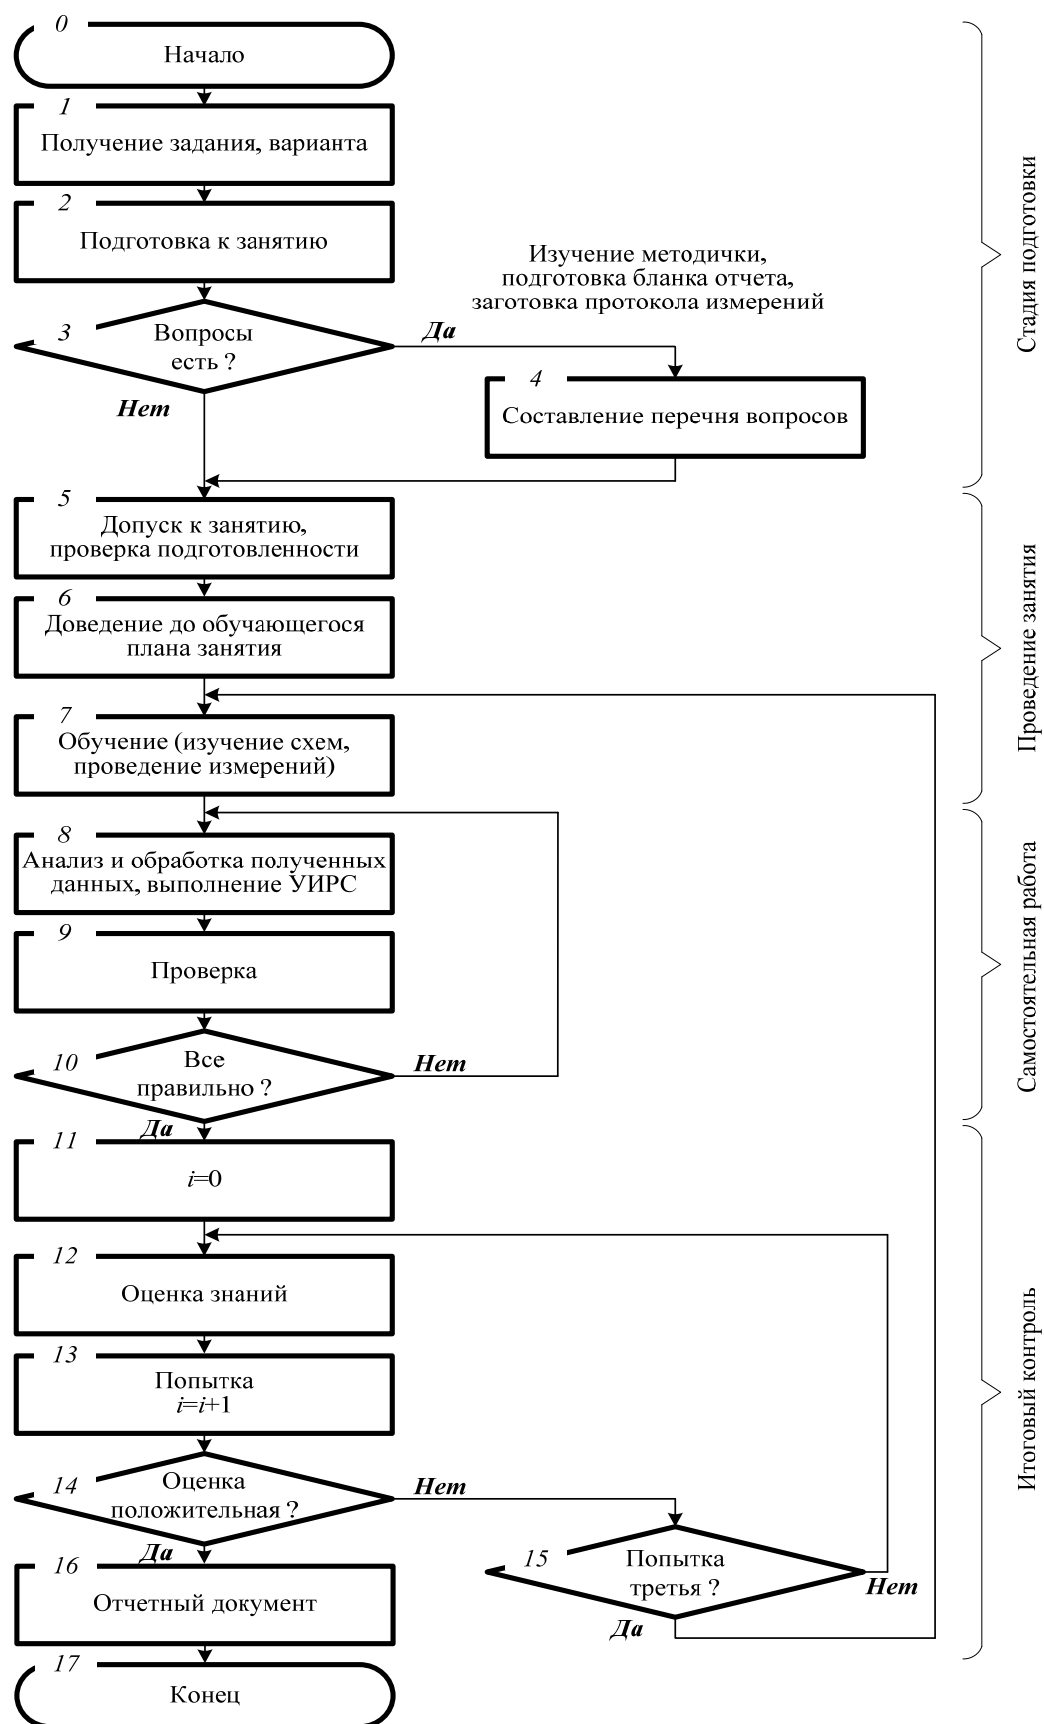 0
Начало
1
Получение задания, варианта
2
Подготовка к занятию
Изучение методички,
подготовка бланка отчета,
заготовка протокола измерений
3
Вопросы
есть ?
Да
Нет
4
Составление перечня вопросов
Стадия подготовки
5
Допуск к занятию,
проверка подготовленности
6
Доведение до обучающегося
плана занятия
7
Обучение (изучение схем,
проведение измерений)
Проведение занятия
8
Анализ и обработка полученных
данных, выполнение УИРС
9
Проверка
10
Все
правильно ?
Нет
Да
Самостоятельная работа
11
i=0
12
Оценка знаний
13
Попытка
i=i+1
14
Оценка
положительная ?
Нет
Да
15
Попытка
третья ?
Нет
Да
16
Отчетный документ
17
Конец
Итоговый контроль